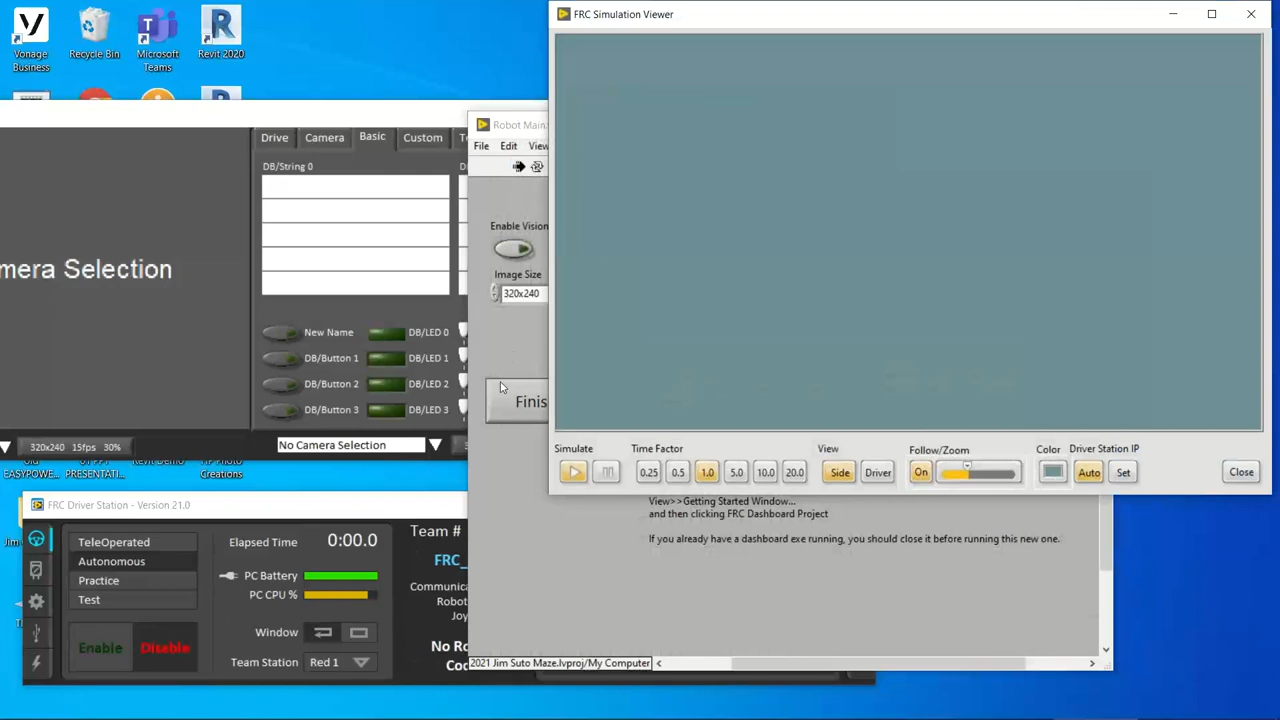 Vonage
Business
Recycle Bin
Microsoft
Teams
Revit 2020
FRC Simulation Viewer
Robot Main.
File Edit View
Drive Camera Basic Custom
DB/String 0
mera Selection
Enable Vision
Image Size
320x240
New Name DB/LED 0
DB/Button 1 DB/LED 1
DB/Button 2 DB/LED 2
DB/Button 3 DB/LED 3
Finis
320x240 15fps 30%
No Camera Selection
Simulate Time Factor View Follow/Zoom Color Driver Station IP
0.25 0.5 1.0 5.0 10.0 20.0 Side Driver On Auto Set Close
EASYPOWE... PRESENTATI... Creations
View>>Getting Started Window...
and then clicking FRC Dashboard Project
If you already have a dashboard exe running, you should close it before running this new one.
FRC Driver Station - Version 21.0
TeleOperated
Autonomous
Practice
Test
Enable Disable
Elapsed Time 0:00.0
PC Battery
PC CPU %
Window
Team Station Red 1
Team #
FRC_
Communica
Robot
Joy
No Ro
Co
2021 Jim Suto Maze.lvproj/My Computer